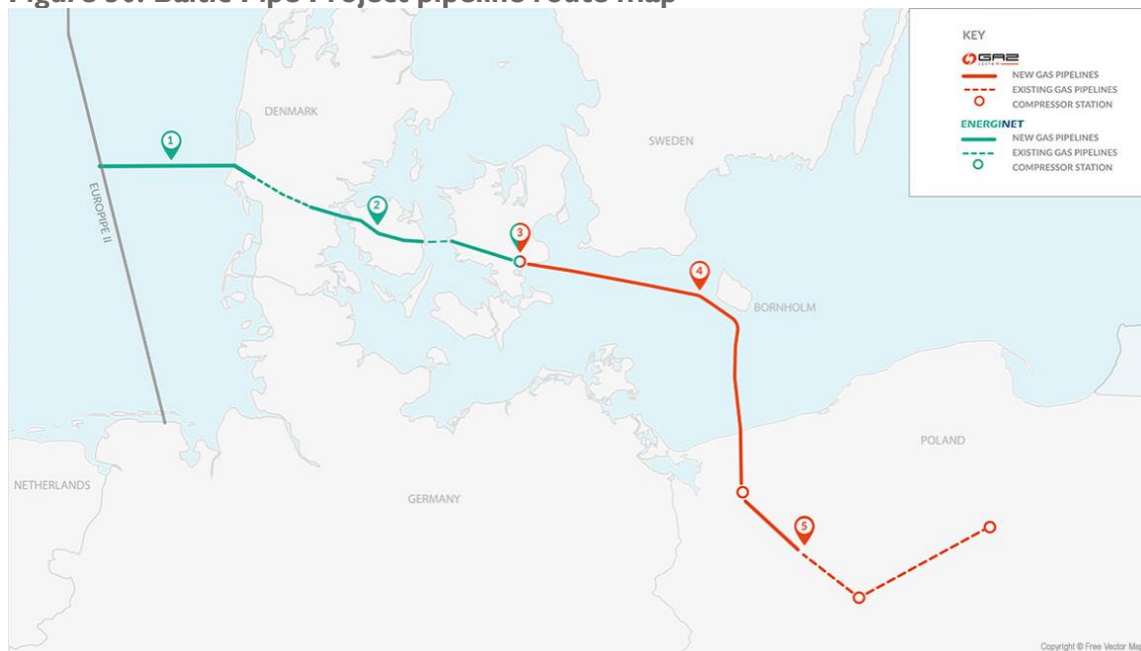 Figure 30: Baltic Pipe Project pipeline route map
KEY
GAZ
system
NEW GAS PIPELINES
EXISTING GAS PIPELINES
COMPRESSOR STATION
ENERGINET
NEW GAS PIPELINES
EXISTING GAS PIPELINES
COMPRESSOR STATION
DENMARK
SWEDEN
1
EUROPIPE II
2
3
4
BORNHOLM
POLAND
NETHERLANDS
GERMANY
5
Copyright © Free Vector Map